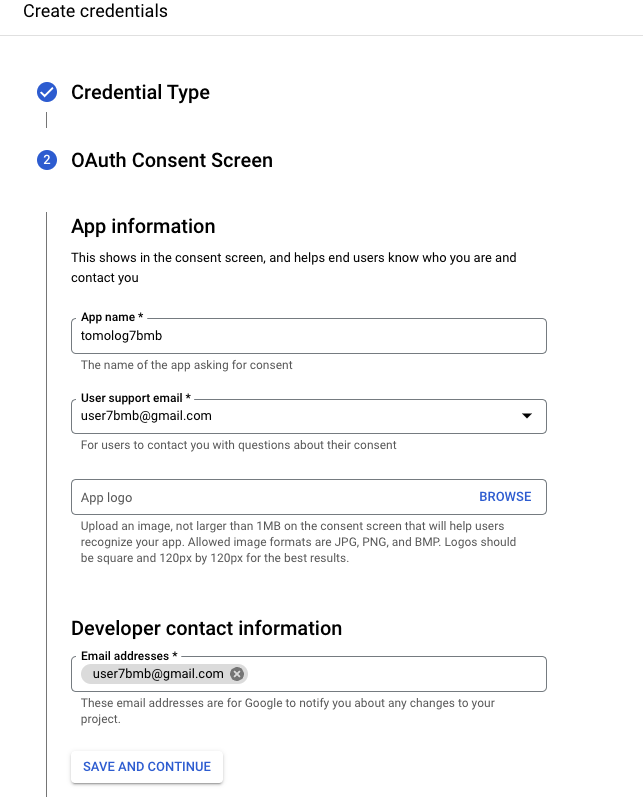 Create credentials
Credential Type
2 OAuth Consent Screen
App information
This shows in the consent screen, and helps end users know who you are and
contact you
App name *
tomolog7bmb
The name of the app asking for consent
User support email *
user7bmb@gmail.com
For users to contact you with questions about their consent
App logo BROWSE
Upload an image, not larger than 1MB on the consent screen that will help users
recognize your app. Allowed image formats are JPG, PNG, and BMP. Logos should
be square and 120px by 120px for the best results.
Developer contact information
Email addresses *
user7bmb@gmail.com
These email addresses are for Google to notify you about any changes to your
project.
SAVE AND CONTINUE